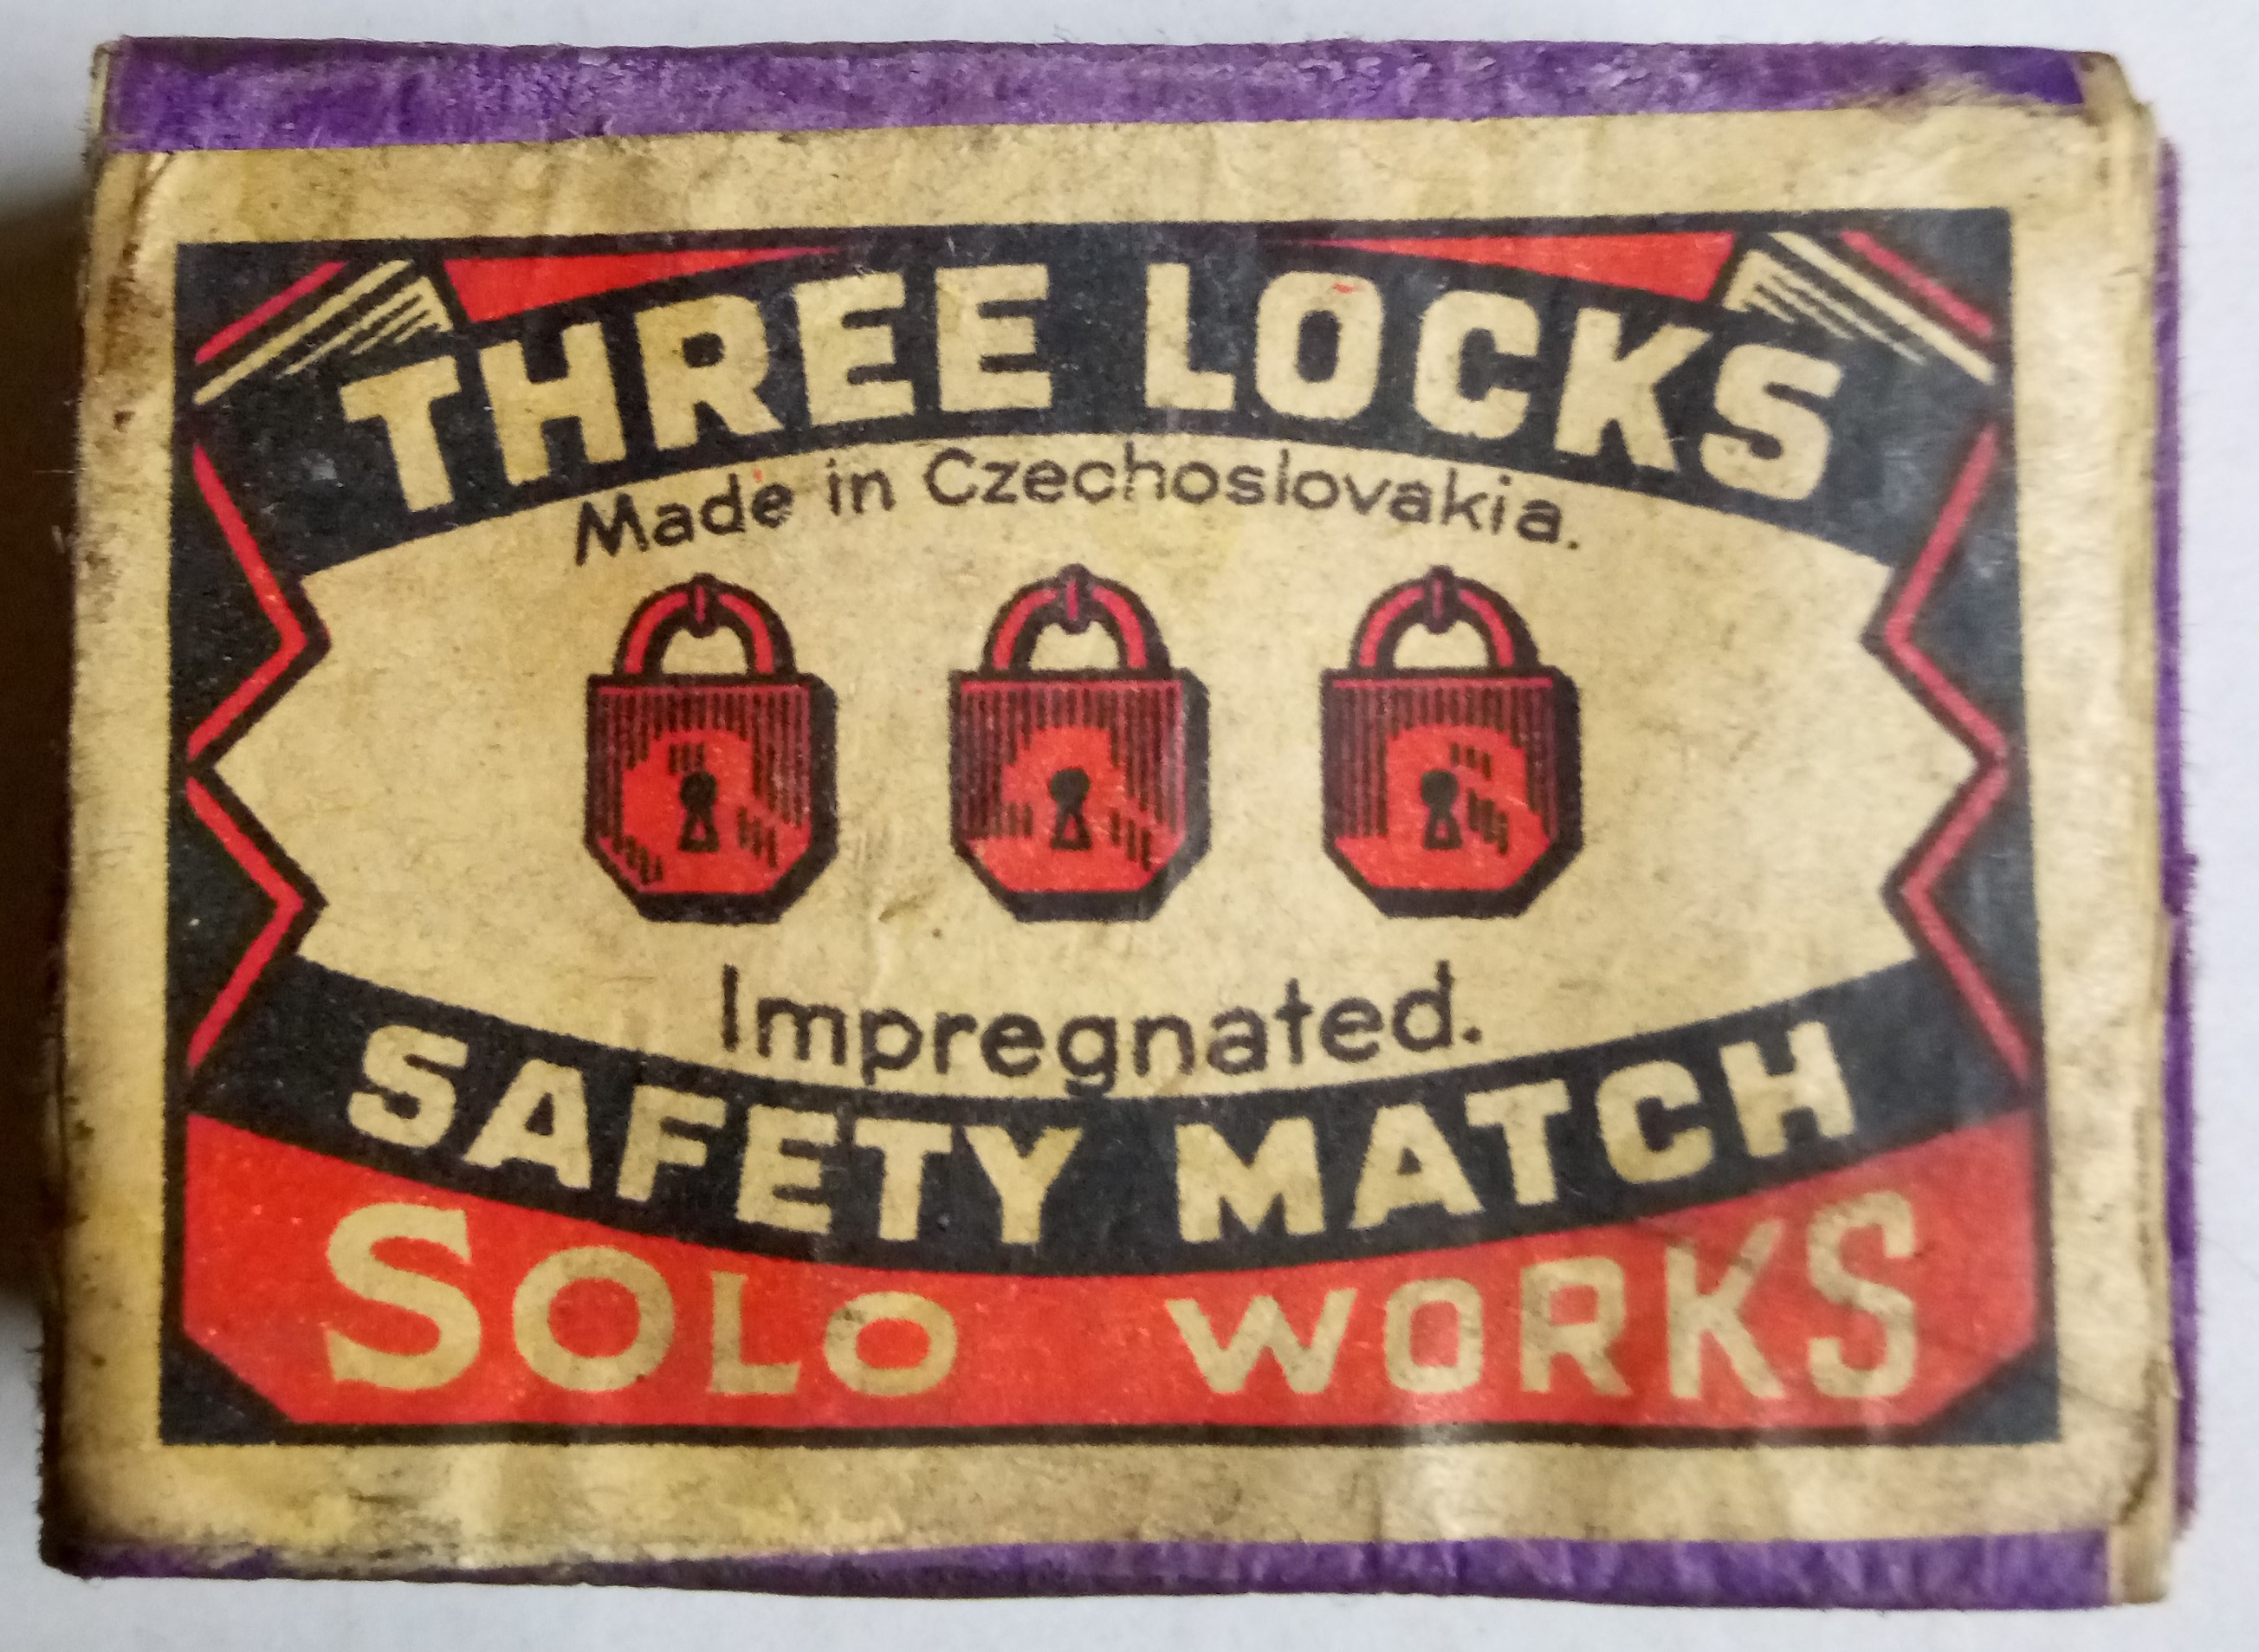 THREE LOCKS
Made in Czechoslovakia.
Impregnated.
SAFETY MATCH
SOLO WORKS